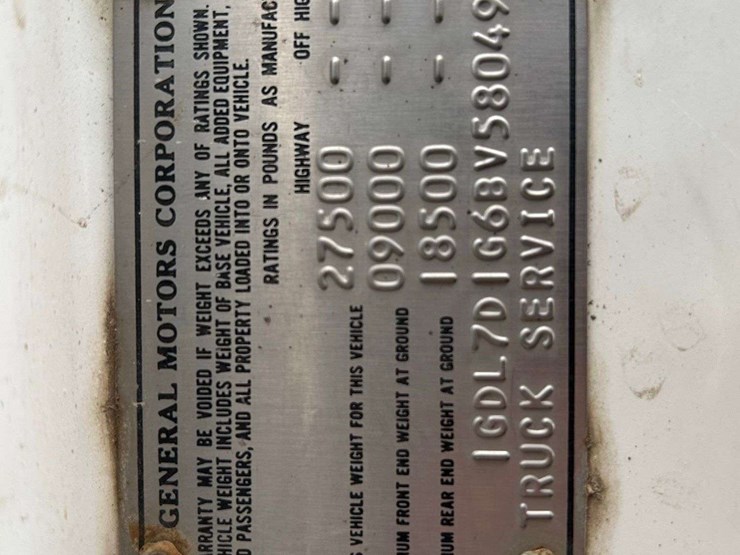 GENERAL MOTORS CORPORATION
RRANTY MAY BE VOIDED IF WEIGHT EXCEEDS ANY OF RATINGS SHOWN.
HICLE WEIGHT INCLUDES WEIGHT OF BASE VEHICLE, ALL ADDED EQUIPMENT,
D PASSENGERS, AND ALL PROPERTY LOADED INTO OR ONTO VEHICLE.
RATINGS IN POUNDS AS MANUFAC
HIGHWAY OFF HIG
S VEHICLE WEIGHT FOR THIS VEHICLE 27500 - -
UM FRONT END WEIGHT AT GROUND 09000 - -
UM REAR END WEIGHT AT GROUND 18500 - -
1GDL7D1G6BV58049
TRUCK SERVICE